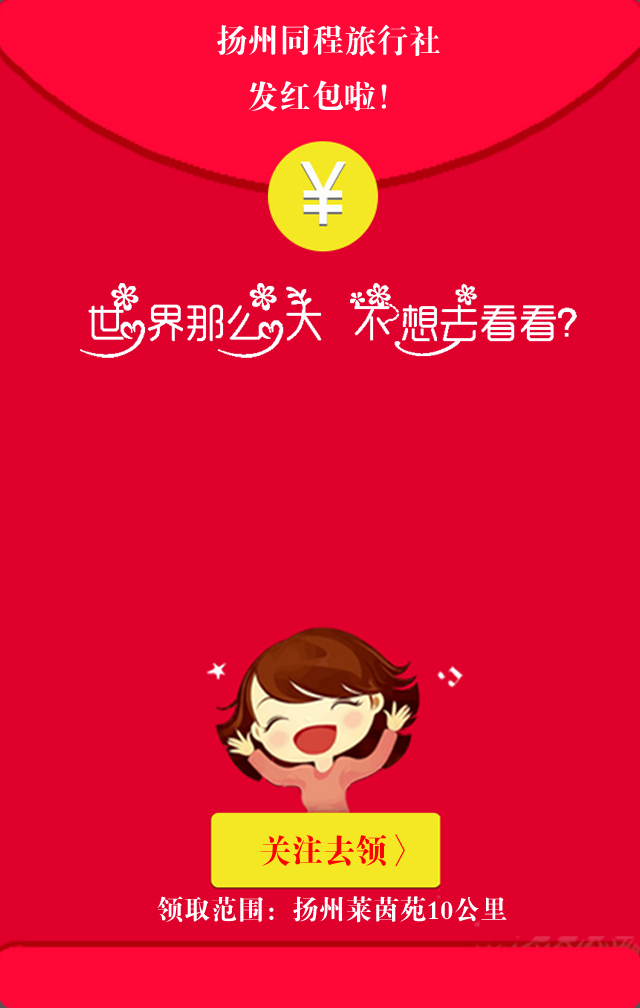 扬州同程旅行社
发红包啦！
¥
世界那么大 不想去看看？
关注去领〉
领取范围：扬州莱茵苑10公里